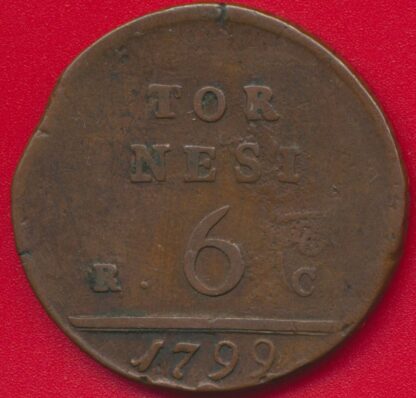 TOR
NESI
6
R . C
1799